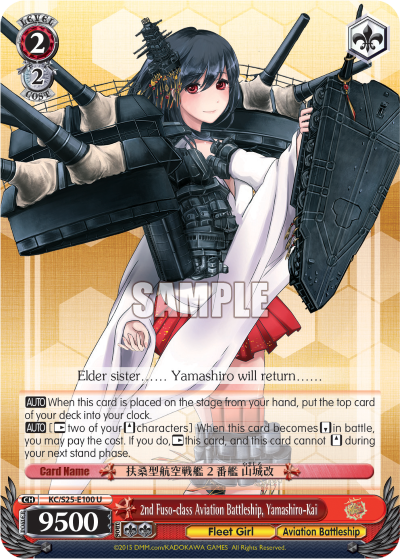 LEVEL
2
2
COST
SAMPLE
Elder sister…… Yamashiro will return……
AUTO When this card is placed on the stage from your hand, put the top card
of your deck into your clock.
AUTO [ two of your characters] When this card becomes in battle,
you may pay the cost. If you do, this card, and this card cannot during
your next stand phase.
Card Name 扶桑型航空戦艦2番艦 山城改
CH KC/S25-E100 U
2nd Fuso-class Aviation Battleship, Yamashiro-Kai
POWER 9500 SOUL
Fleet Girl Aviation Battleship
©2015 DMM.com/KADOKAWA GAMES All Rights Reserved.